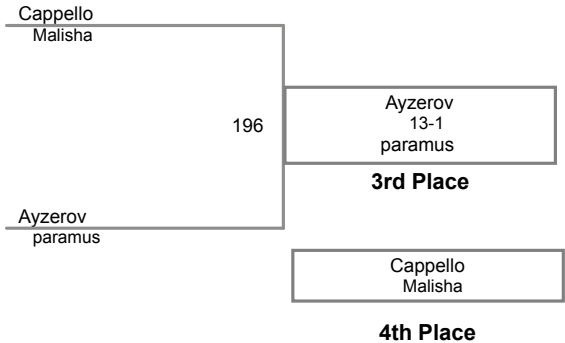 Cappello
Malisha
196
Ayzerov
13-1
paramus
3rd Place
Ayzerov
paramus
Cappello
Malisha
4th Place